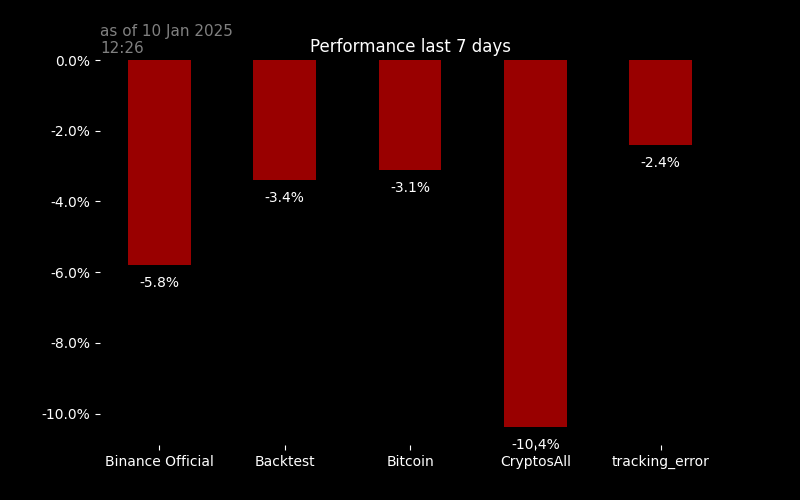 as of 10 Jan 2025
12:26
Performance last 7 days
0.0%
-2.0%
-4.0%
-6.0%
-8.0%
-10.0%
-5.8%
-3.4%
-3.1%
-10.4%
-2.4%
Binance Official
Backtest
Bitcoin
CryptosAll
tracking_error